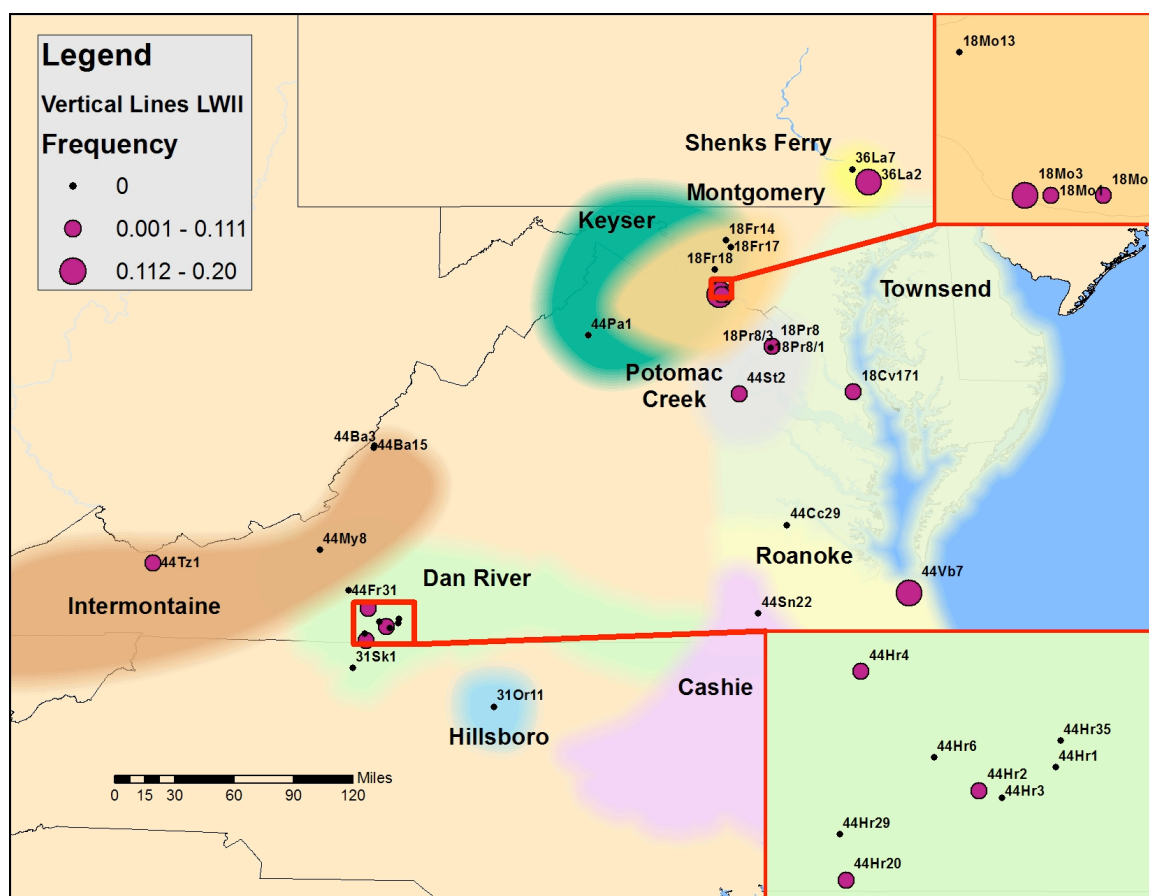 Legend
Vertical Lines LWII
Frequency
0
0.001 - 0.111
0.112 - 0.20
18Mo13
18Mo3
18Mo1
18Mo
Shenks Ferry
36La7
36La2
Montgomery
Keyser
18Fr14
18Fr17
18Fr18
Townsend
44Pa1
18Pr8/3
18Pr8
18Pr8/1
Potomac
Creek
44St2
18Cv171
44Ba3
44Ba15
44Cc29
Roanoke
44My8
44Tz1
Intermontaine
Dan River
44Fr31
44Vb7
44Sn22
31Sk1
Cashie
31Or11
Hillsboro
44Hr4
44Hr35
44Hr6
44Hr1
44Hr2
44Hr3
44Hr29
44Hr20
Miles
0 15 30 60 90 120